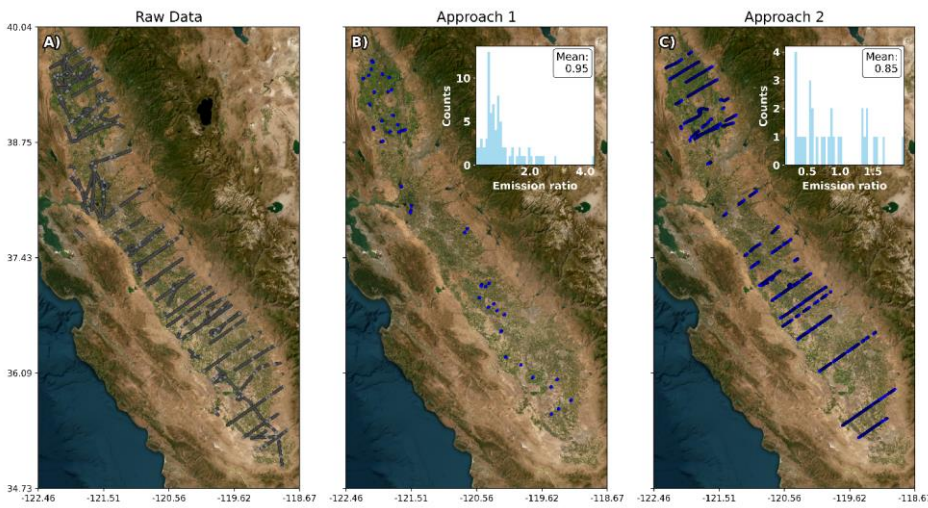 Raw Data
Approach 1
Approach 2
40.04
38.75
37.43
36.09
34.73
A)
B)
C)
Counts
10
5
0
Mean:
0.95
2.0
4.0
Emission ratio
Counts
4
3
2
1
0
Mean:
0.85
0.5
1.0
1.5
Emission ratio
-122.46
-121.51
-120.56
-119.62
-118.67
-122.46
-121.51
-120.56
-119.62
-118.67
-122.46
-121.51
-120.56
-119.62
-118.67